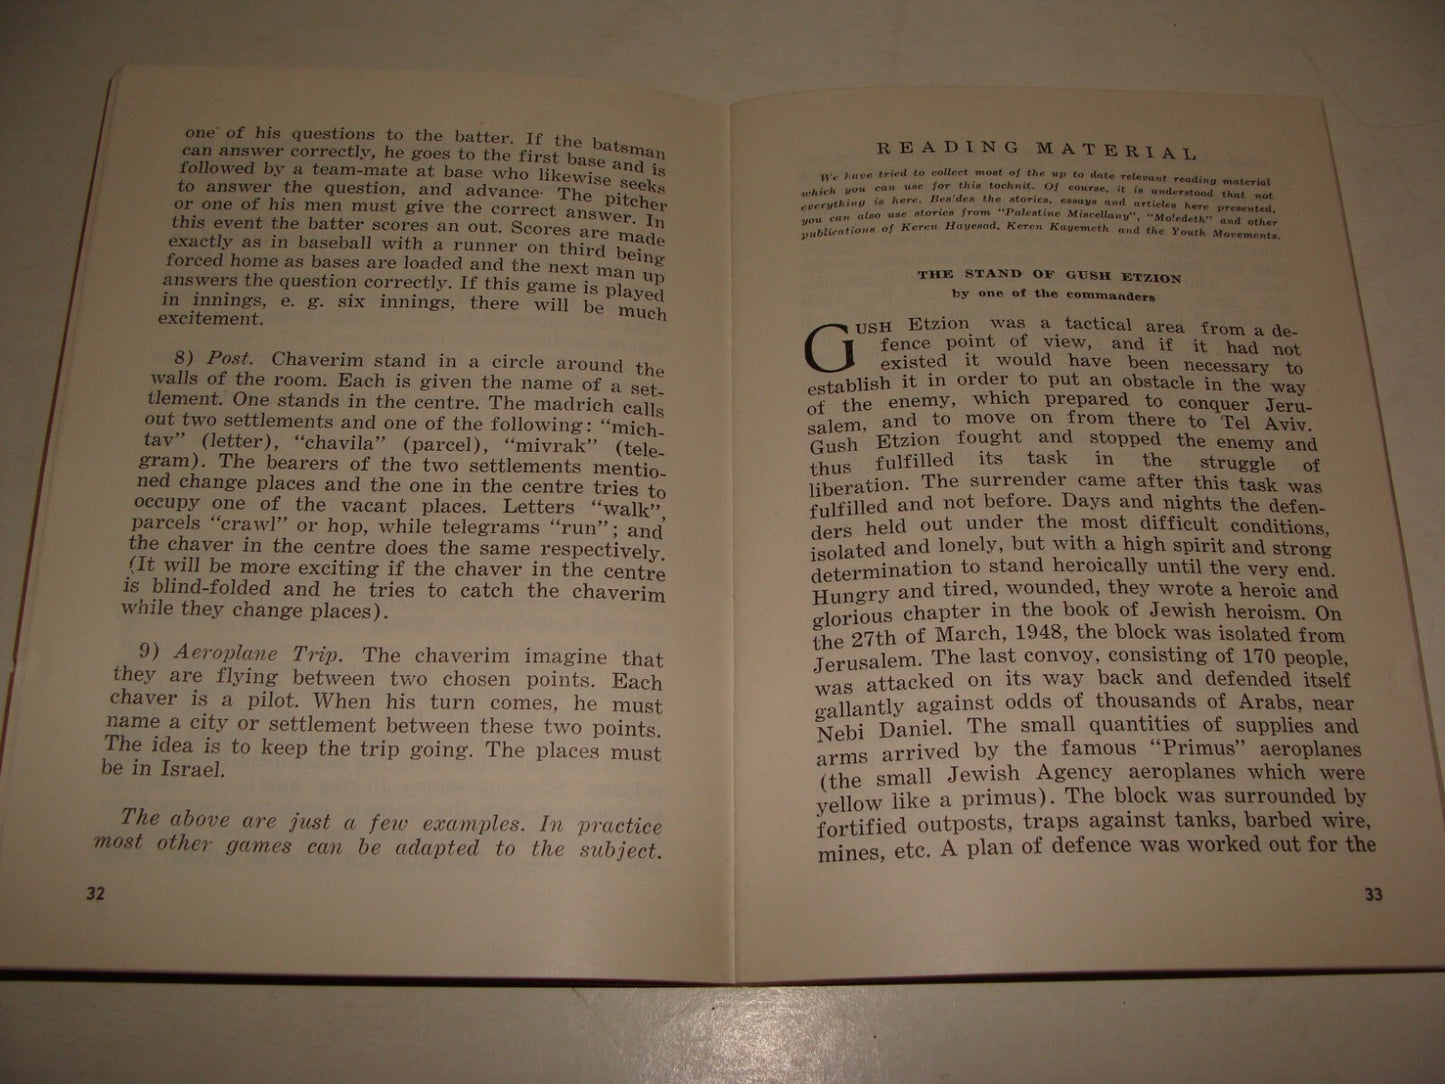 one of his questions to the batter. If the batsman
can answer correctly, he goes to the first base and is
followed by a team-mate at base who likewise seeks
to answer the question, and advance. The pitcher
or one of his men must give the correct answer. In
this event the batter scores an out. Scores are made
exactly as in baseball with a runner on third being
forced home as bases are loaded and the next man up
answers the question correctly. If this game is played
in innings, e. g. six innings, there will be much
excitement.
8) Post. Chaverim stand in a circle around the
walls of the room. Each is given the name of a set-
tlement. One stands in the centre. The madrich calls
out two settlements and one of the following: "mich-
tav" (letter), "chavila" (parcel), "mivrak" (tele-
gram). The bearers of the two settlements mentio-
ned change places and the one in the centre tries to
occupy one of the vacant places. Letters "walk",
parcels "crawl" or hop, while telegrams "run"; and
the chaver in the centre does the same respectively.
(It will be more exciting if the chaver in the centre
is blind-folded and he tries to catch the chaverim
while they change places).
9) Aeroplane Trip. The chaverim imagine that
they are flying between two chosen points. Each
chaver is a pilot. When his turn comes, he must
name a city or settlement between these two points.
The idea is to keep the trip going. The places must
be in Israel.
The above are just a few examples. In practice
most other games can be adapted to the subject.
32
READING MATERIAL
We have tried to collect most of the up to date relevant reading material
which you can use for this tochnit. Of course, it is understood that not
everything is here. Besides the stories, essays and articles here presented,
you can also use stories from "Palestine Miscellany", "Moledeth" and other
publications of Keren Hayesod, Keren Kayemeth and the Youth Movements.
THE STAND OF GUSH ETZION
by one of the commanders
GUSH Etzion was a tactical area from a de-
fence point of view, and if it had not
existed it would have been necessary to
establish it in order to put an obstacle in the way
of the enemy, which prepared to conquer Jeru-
salem, and to move on from there to Tel Aviv.
Gush Etzion fought and stopped the enemy and
thus fulfilled its task in the struggle of
liberation. The surrender came after this task was
fulfilled and not before. Days and nights the defen-
ders held out under the most difficult conditions,
isolated and lonely, but with a high spirit and strong
determination to stand heroically until the very end.
Hungry and tired, wounded, they wrote a heroic and
glorious chapter in the book of Jewish heroism. On
the 27th of March, 1948, the block was isolated from
Jerusalem. The last convoy, consisting of 170 people,
was attacked on its way back and defended itself
gallantly against odds of thousands of Arabs, near
Nebi Daniel. The small quantities of supplies and
arms arrived by the famous "Primus" aeroplanes
(the small Jewish Agency aeroplanes which were
yellow like a primus). The block was surrounded by
fortified outposts, traps against tanks, barbed wire,
mines, etc. A plan of defence was worked out for the
33